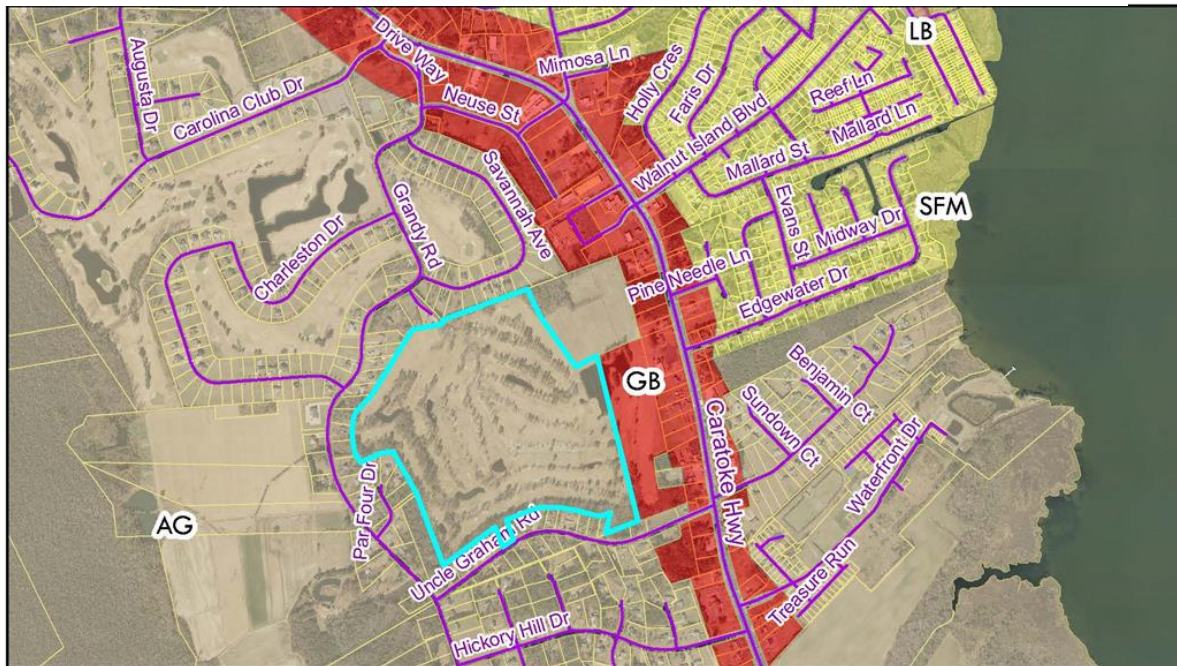 LB
Drive Way
Mimosa Ln
Augusta Dr
Carolina Club Dr
Neuse St
Holly Cres
Faris Dr
Reef Ln
Walnut Island Blvd
Mallard Ln
Savannah Ave
Mallard St
Grandy Rd
Charleston Dr
Evans St
SFM
Midway Dr
Pine Needle Ln
Edgewater Dr
GB
Benjamin Ct
Sundown Ct
Caratoke Hwy
Waterfront Dr
Par Four Dr
AG
Uncle Graham Rd
Treasure Run
Hickory Hill Dr